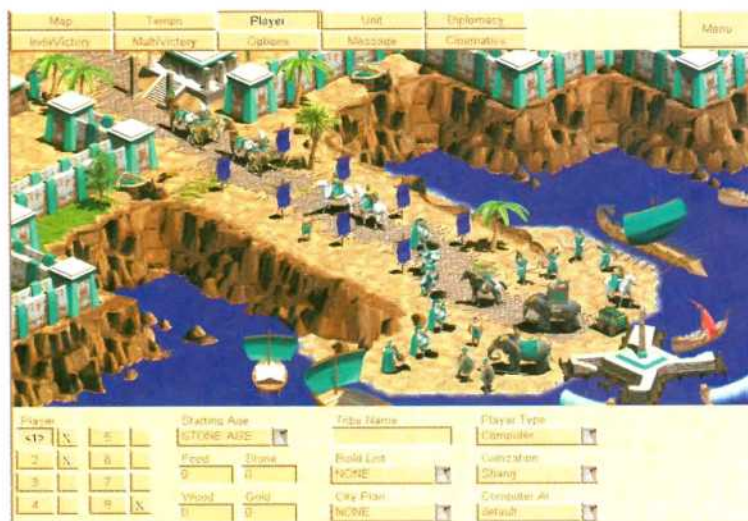 Map Terrain Player Unit Diplomacy Menu
IndivVictory MultiVictory Options Message Cinematics
Player Starting Age Tribe Name Player Type
<1> X 5 STONE AGE Computer
2 X 6 Food Stone Build List Civilization
3 7 0 0 NONE Shang
4 9 X Wood Gold City Plan Computer AI
0 0 NONE default